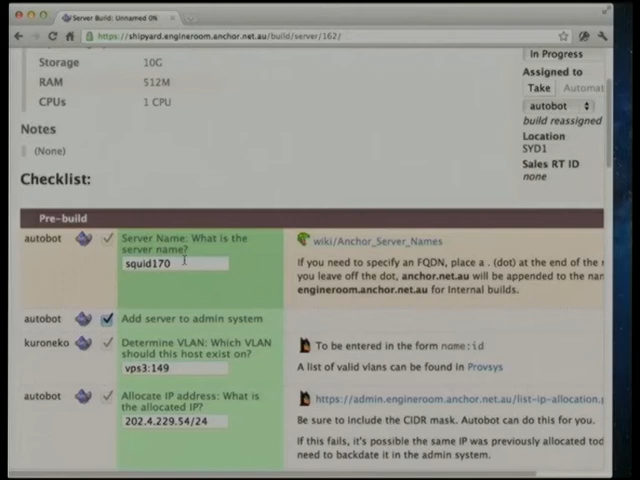 Server Build: Unnamed 0%
https://shipyard.engineroom.anchor.net.au/build/server/162/
Storage 10G
RAM 512M
CPUs 1 CPU
Notes
(None)
In Progress
Assigned to
Take Automat
autobot
build reassigned
Location
SYD1
Sales RT ID
none
Checklist:
Pre-build
autobot
Server Name: What is the
server name?
squid170
wiki/Anchor_Server_Names
If you need to specify an FQDN, place a . (dot) at the end of the
you leave off the dot, anchor.net.au will be appended to the nam
engineroom.anchor.net.au for Internal builds.
autobot
Add server to admin system
kuroneko
Determine VLAN: Which VLAN
should this host exist on?
vps3:149
To be entered in the form name:id
A list of valid vlans can be found in Provsys
autobot
Allocate IP address: What is
the allocated IP?
202.4.229.54/24
https://admin.engineroom.anchor.net.au/list-ip-allocation.
Be sure to include the CIDR mask. Autobot can do this for you.
If this fails, it's possible the same IP was previously allocated too
need to backdate it in the admin system.